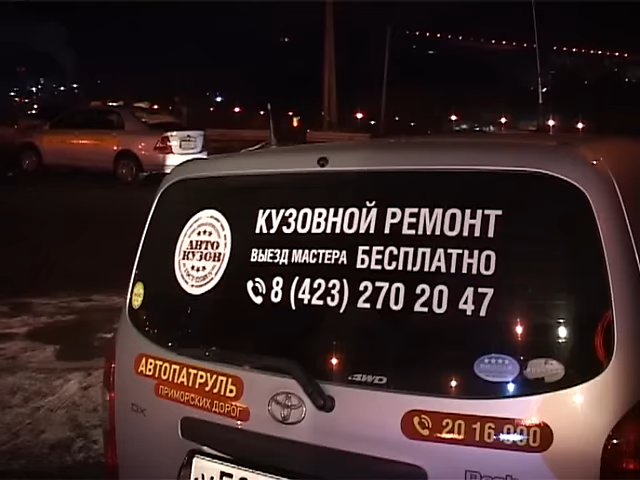 КУЗОВНОЙ РЕМОНТ
АВТО
КУЗОВ
ВЫЕЗД МАСТЕРА БЕСПЛАТНО
8 (423) 270 20 47
4WD
АВТОПАТРУЛЬ
ПРИМОРСКИХ ДОРОГ
DX
20 16 000